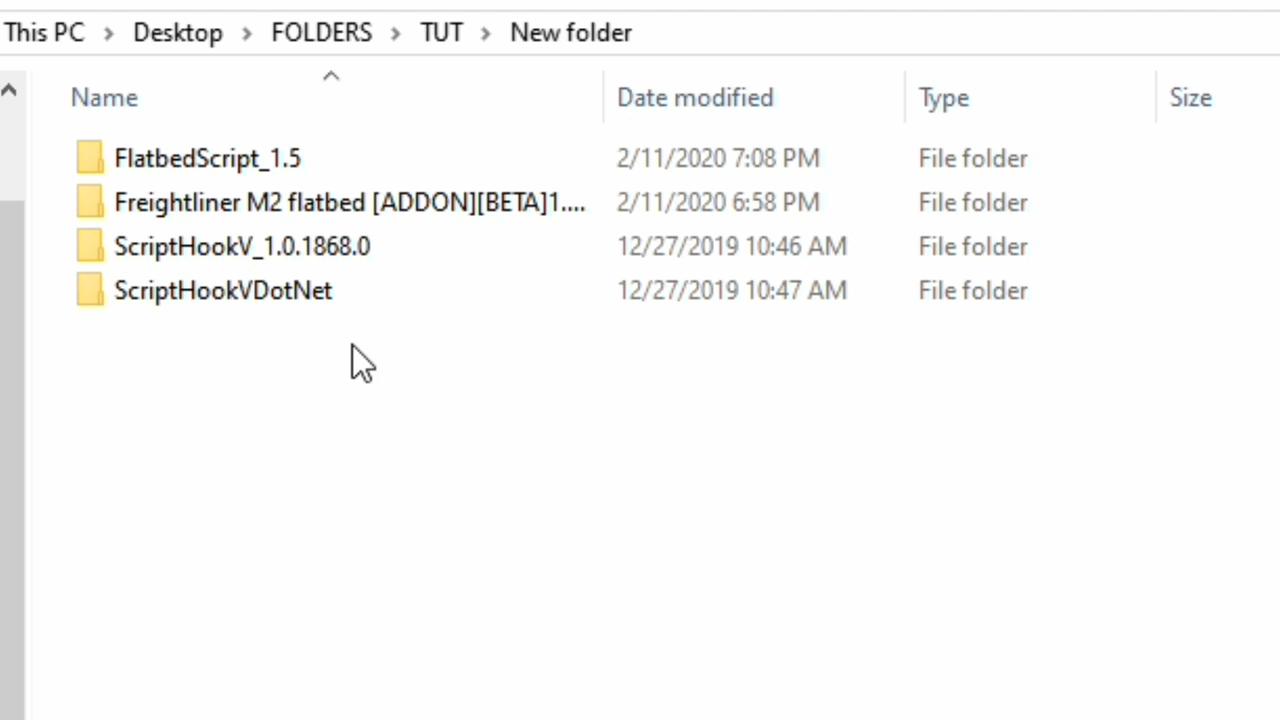 This PC > Desktop > FOLDERS > TUT > New folder
Name Date modified Type Size
FlatbedScript_1.5 2/11/2020 7:08 PM File folder
Freightliner M2 flatbed [ADDON][BETA]1.... 2/11/2020 6:58 PM File folder
ScriptHookV_1.0.1868.0 12/27/2019 10:46 AM File folder
ScriptHookVDotNet 12/27/2019 10:47 AM File folder